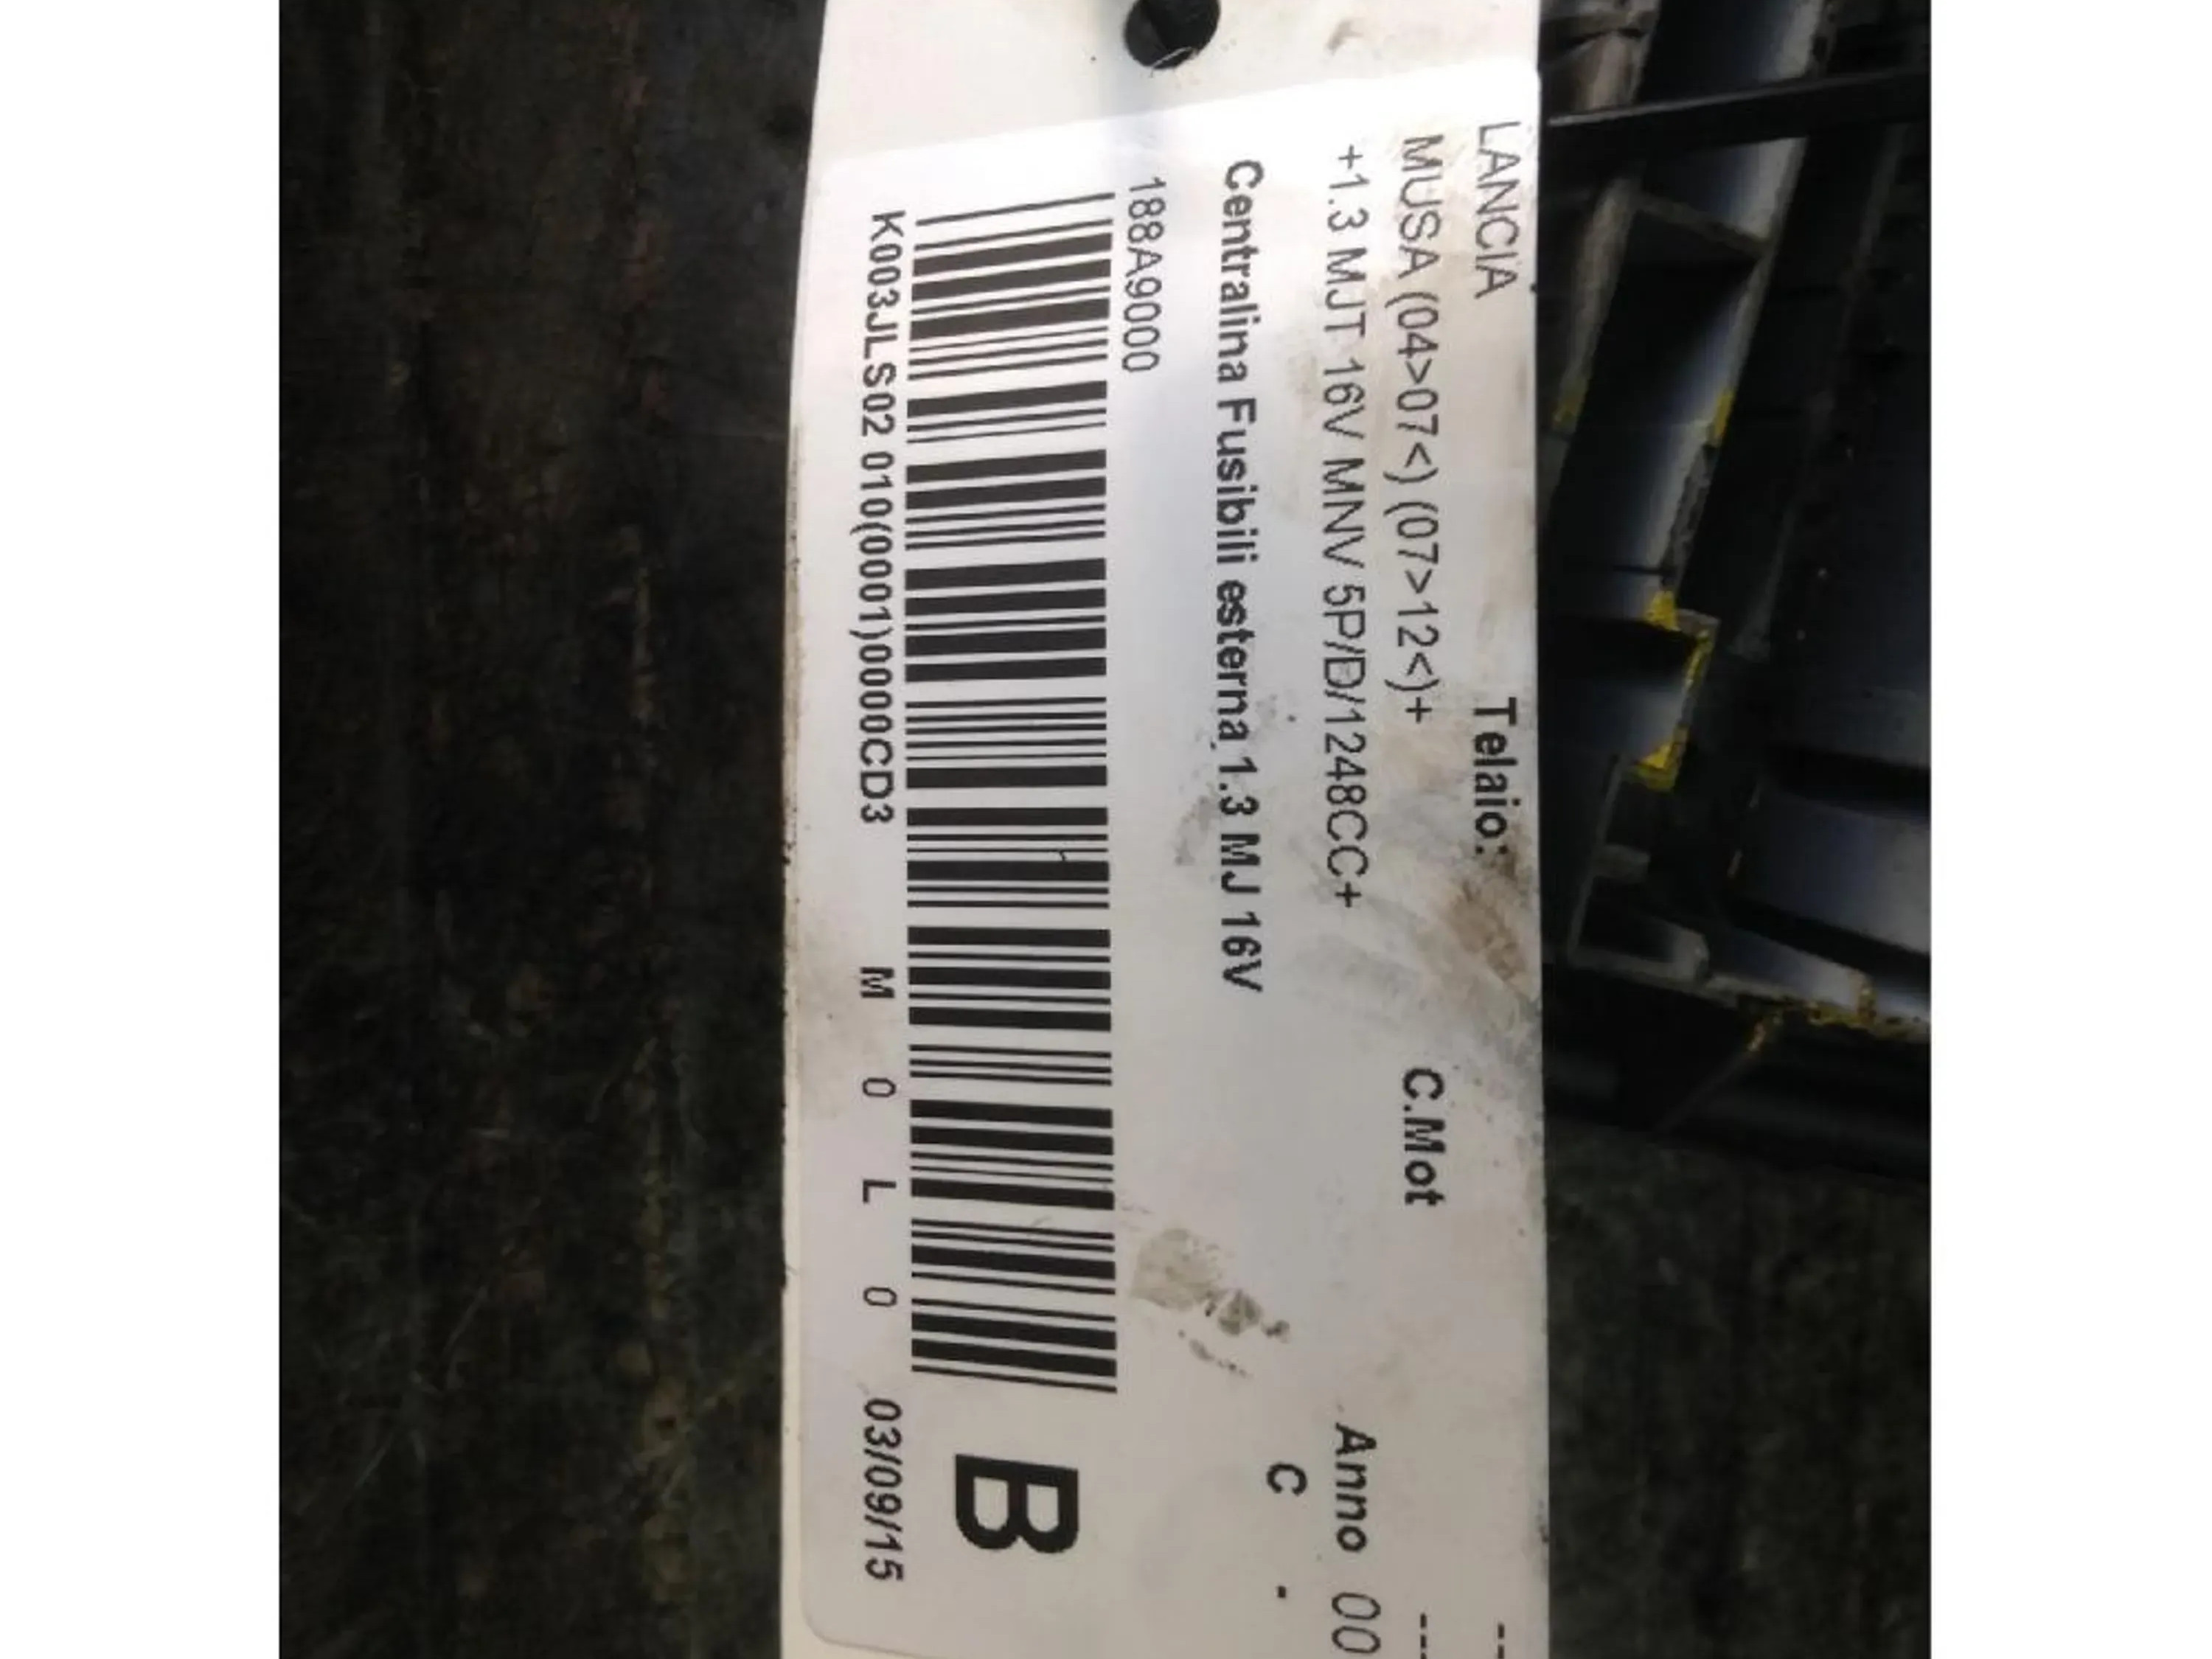 LANCIA Telaio: --
MUSA (04>07<) (07>12<)+ C.Mot ---
+1.3 MJT 16V MNV 5P/D/1248CC+ Anno 00
C -
Centralina Fusibili esterna 1.3 MJ 16V
188A9000
B
K003JLS02 010(0001)0000CD3 M 0 L 0 03/09/15